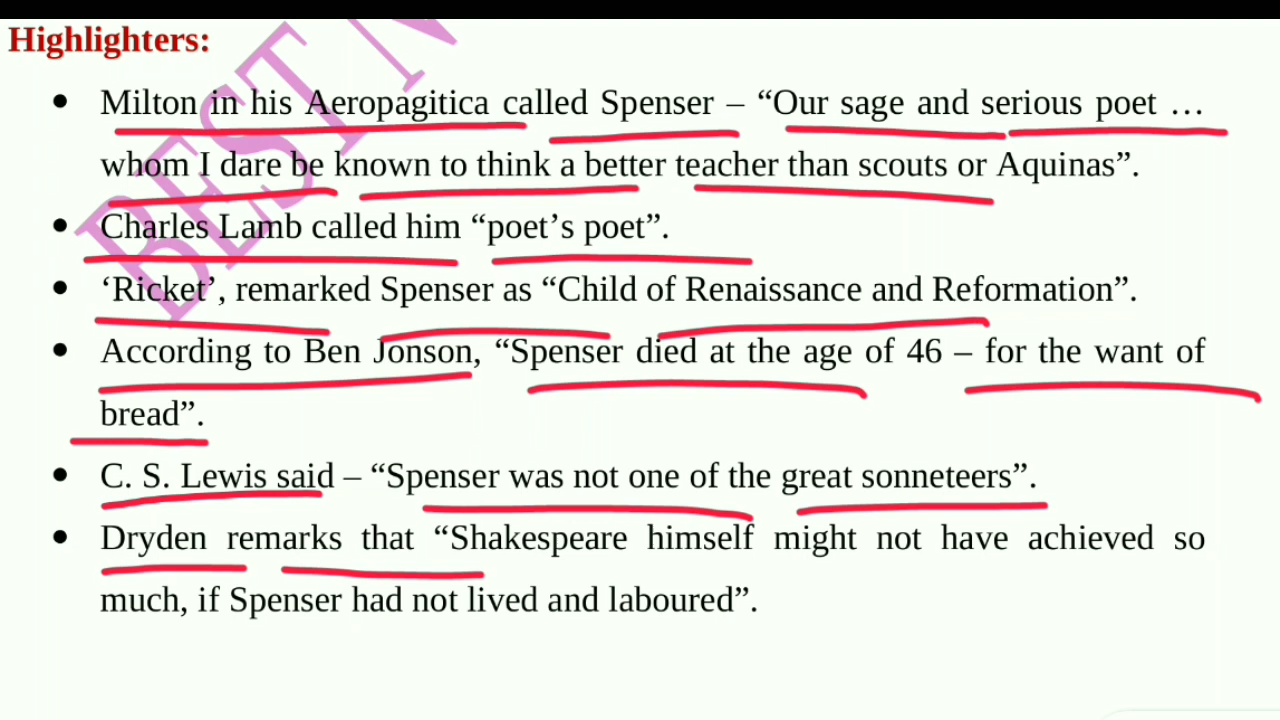 Highlighters:
• Milton in his Aeropagitica called Spenser – “Our sage and serious poet …
whom I dare be known to think a better teacher than scouts or Aquinas”.
• Charles Lamb called him “poet’s poet”.
• ‘Ricket’, remarked Spenser as “Child of Renaissance and Reformation”.
• According to Ben Jonson, “Spenser died at the age of 46 – for the want of
bread”.
• C. S. Lewis said – “Spenser was not one of the great sonneteers”.
• Dryden remarks that “Shakespeare himself might not have achieved so
much, if Spenser had not lived and laboured”.
BEST N